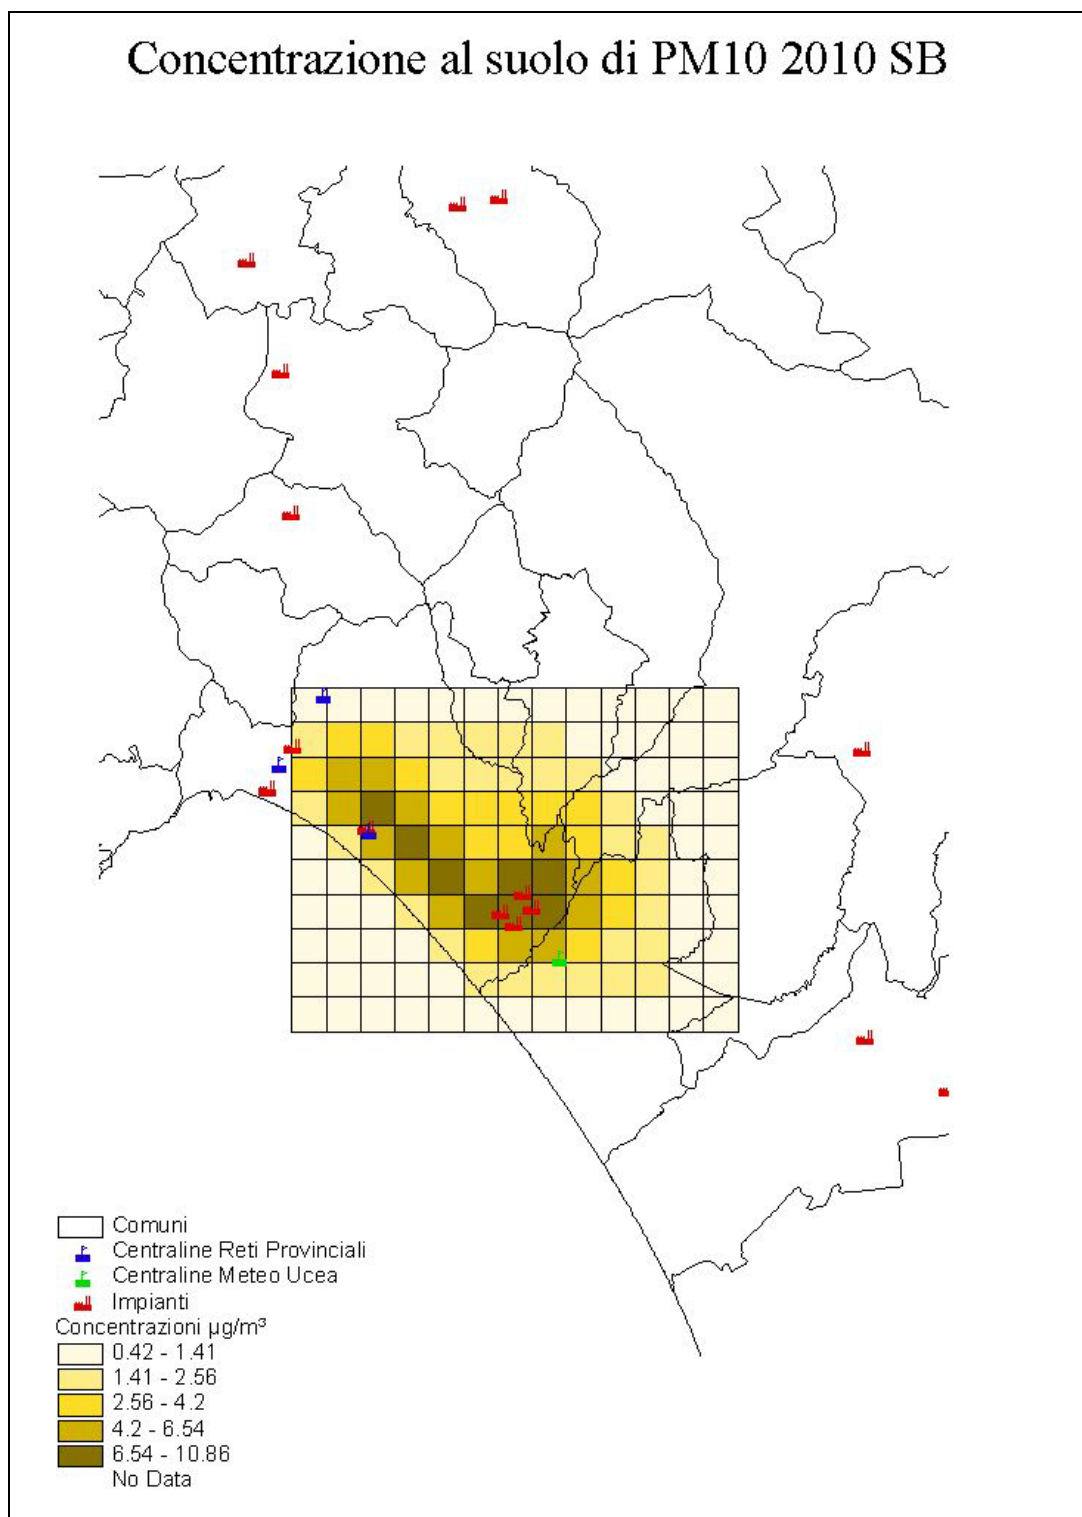 Concentrazione al suolo di PM10 2010 SB
Comuni
Centraline Reti Provinciali
Centraline Meteo Ucea
Impianti
Concentrazioni µg/m³
0.42 - 1.41
1.41 - 2.56
2.56 - 4.2
4.2 - 6.54
6.54 - 10.86
No Data